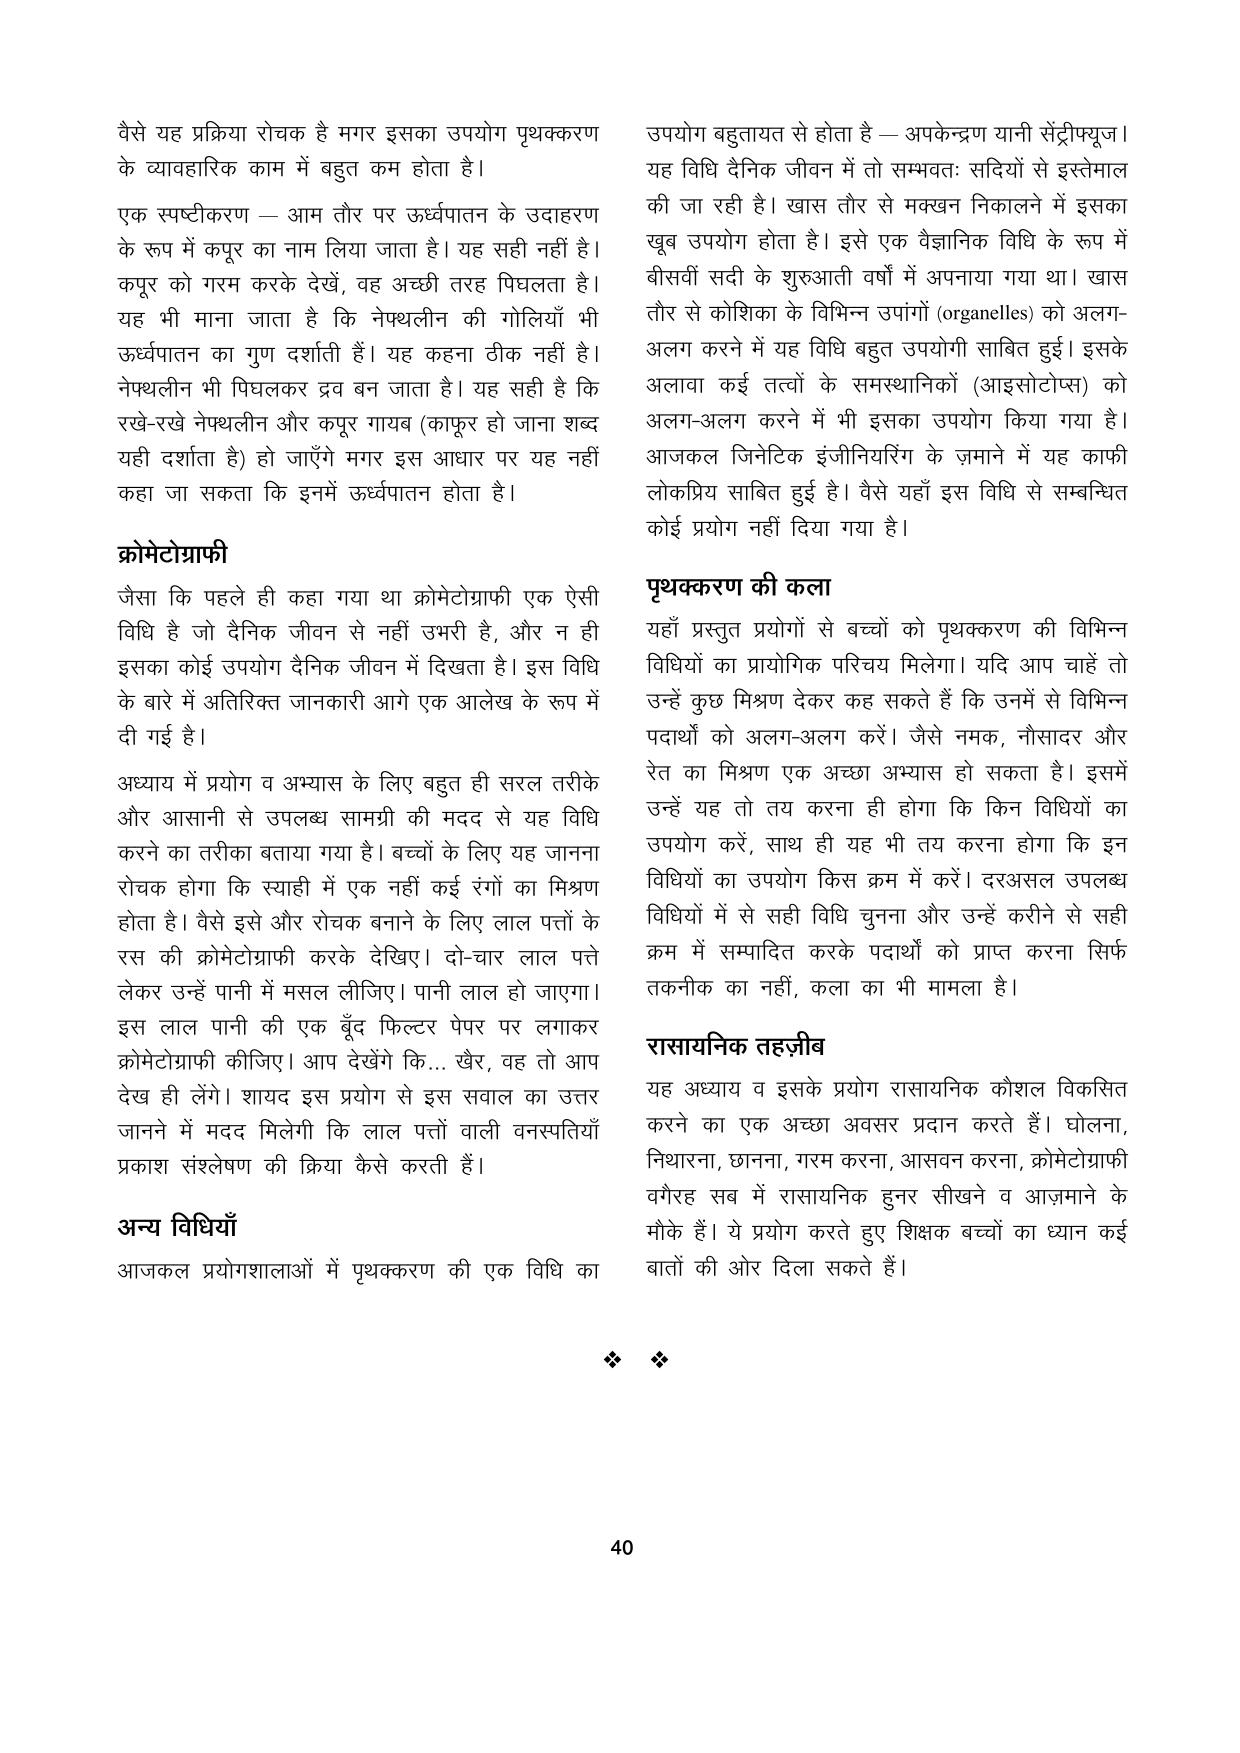 वैसे यह प्रक्रिया रोचक है मगर इसका उपयोग पृथक्करण
के व्यावहारिक काम में बहुत कम होता है।
एक स्पष्टीकरण — आम तौर पर ऊर्ध्वपातन के उदाहरण
के रूप में कपूर का नाम लिया जाता है। यह सही नहीं है।
कपूर को गरम करके देखें, वह अच्छी तरह पिघलता है।
यह भी माना जाता है कि नेफ्थलीन की गोलियाँ भी
ऊर्ध्वपातन का गुण दर्शाती हैं। यह कहना ठीक नहीं है।
नेफ्थलीन भी पिघलकर द्रव बन जाता है। यह सही है कि
रखे-रखे नेफ्थलीन और कपूर गायब (काफूर हो जाना शब्द
यही दर्शाता है) हो जाएँगे मगर इस आधार पर यह नहीं
कहा जा सकता कि इनमें ऊर्ध्वपातन होता है।
क्रोमेटोग्राफी
जैसा कि पहले ही कहा गया था क्रोमेटोग्राफी एक ऐसी
विधि है जो दैनिक जीवन से नहीं उभरी है, और न ही
इसका कोई उपयोग दैनिक जीवन में दिखता है। इस विधि
के बारे में अतिरिक्त जानकारी आगे एक आलेख के रूप में
दी गई है।
अध्याय में प्रयोग व अभ्यास के लिए बहुत ही सरल तरीके
और आसानी से उपलब्ध सामग्री की मदद से यह विधि
करने का तरीका बताया गया है। बच्चों के लिए यह जानना
रोचक होगा कि स्याही में एक नहीं कई रंगों का मिश्रण
होता है। वैसे इसे और रोचक बनाने के लिए लाल पत्तों के
रस की क्रोमेटोग्राफी करके देखिए। दो-चार लाल पत्ते
लेकर उन्हें पानी में मसल लीजिए। पानी लाल हो जाएगा।
इस लाल पानी की एक बूँद फिल्टर पेपर पर लगाकर
क्रोमेटोग्राफी कीजिए। आप देखेंगे कि... खैर, वह तो आप
देख ही लेंगे। शायद इस प्रयोग से इस सवाल का उत्तर
जानने में मदद मिलेगी कि लाल पत्तों वाली वनस्पतियाँ
प्रकाश संश्लेषण की क्रिया कैसे करती हैं।
अन्य विधियाँ
आजकल प्रयोगशालाओं में पृथक्करण की एक विधि का
उपयोग बहुतायत से होता है — अपकेन्द्रण यानी सेंट्रीफ्यूज।
यह विधि दैनिक जीवन में तो सम्भवतः सदियों से इस्तेमाल
की जा रही है। खास तौर से मक्खन निकालने में इसका
खूब उपयोग होता है। इसे एक वैज्ञानिक विधि के रूप में
बीसवीं सदी के शुरुआती वर्षों में अपनाया गया था। खास
तौर से कोशिका के विभिन्न उपांगों (organelles) को अलग-
अलग करने में यह विधि बहुत उपयोगी साबित हुई। इसके
अलावा कई तत्वों के समस्थानिकों (आइसोटोप्स) को
अलग-अलग करने में भी इसका उपयोग किया गया है।
आजकल जिनेटिक इंजीनियरिंग के ज़माने में यह काफी
लोकप्रिय साबित हुई है। वैसे यहाँ इस विधि से सम्बन्धित
कोई प्रयोग नहीं दिया गया है।
पृथक्करण की कला
यहाँ प्रस्तुत प्रयोगों से बच्चों को पृथक्करण की विभिन्न
विधियों का प्रायोगिक परिचय मिलेगा। यदि आप चाहें तो
उन्हें कुछ मिश्रण देकर कह सकते हैं कि उनमें से विभिन्न
पदार्थों को अलग-अलग करें। जैसे नमक, नौसादर और
रेत का मिश्रण एक अच्छा अभ्यास हो सकता है। इसमें
उन्हें यह तो तय करना ही होगा कि किन विधियों का
उपयोग करें, साथ ही यह भी तय करना होगा कि इन
विधियों का उपयोग किस क्रम में करें। दरअसल उपलब्ध
विधियों में से सही विधि चुनना और उन्हें करीने से सही
क्रम में सम्पादित करके पदार्थों को प्राप्त करना सिर्फ
तकनीक का नहीं, कला का भी मामला है।
रासायनिक तहज़ीब
यह अध्याय व इसके प्रयोग रासायनिक कौशल विकसित
करने का एक अच्छा अवसर प्रदान करते हैं। घोलना,
निथारना, छानना, गरम करना, आसवन करना, क्रोमेटोग्राफी
वगैरह सब में रासायनिक हुनर सीखने व आज़माने के
मौके हैं। ये प्रयोग करते हुए शिक्षक बच्चों का ध्यान कई
बातों की ओर दिला सकते हैं।
❖ ❖
40